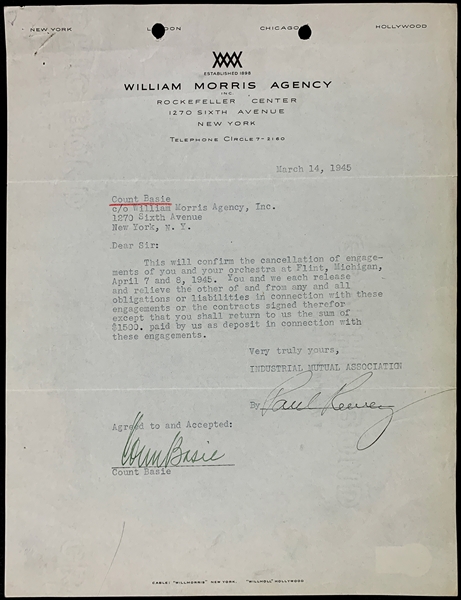 NEW YORK LONDON CHICAGO HOLLYWOOD
ESTABLISHED 1898
WILLIAM MORRIS AGENCY
INC.
ROCKEFELLER CENTER
1270 SIXTH AVENUE
NEW YORK
TELEPHONE CIRCLE 7-2160
March 14, 1945
Count Basie
c/o William Morris Agency, Inc.
1270 Sixth Avenue
New York, N. Y.
Dear Sir:
This will confirm the cancellation of engage-
ments of you and your orchestra at Flint, Michigan,
April 7 and 8, 1945. You and we each release
and relieve the other of and from any and all
obligations or liabilities in connection with these
engagements or the contracts signed therefor
except that you shall return to us the sum of
$1500. paid by us as deposit in connection with
these engagements.
Very truly yours,
INDUSTRIAL MUTUAL ASSOCIATION
By Paul
Agreed to and Accepted:
Count Basie
Count Basie
CABLE: "WILLMORRIS" NEW YORK. "WILLMOLL" HOLLYWOOD